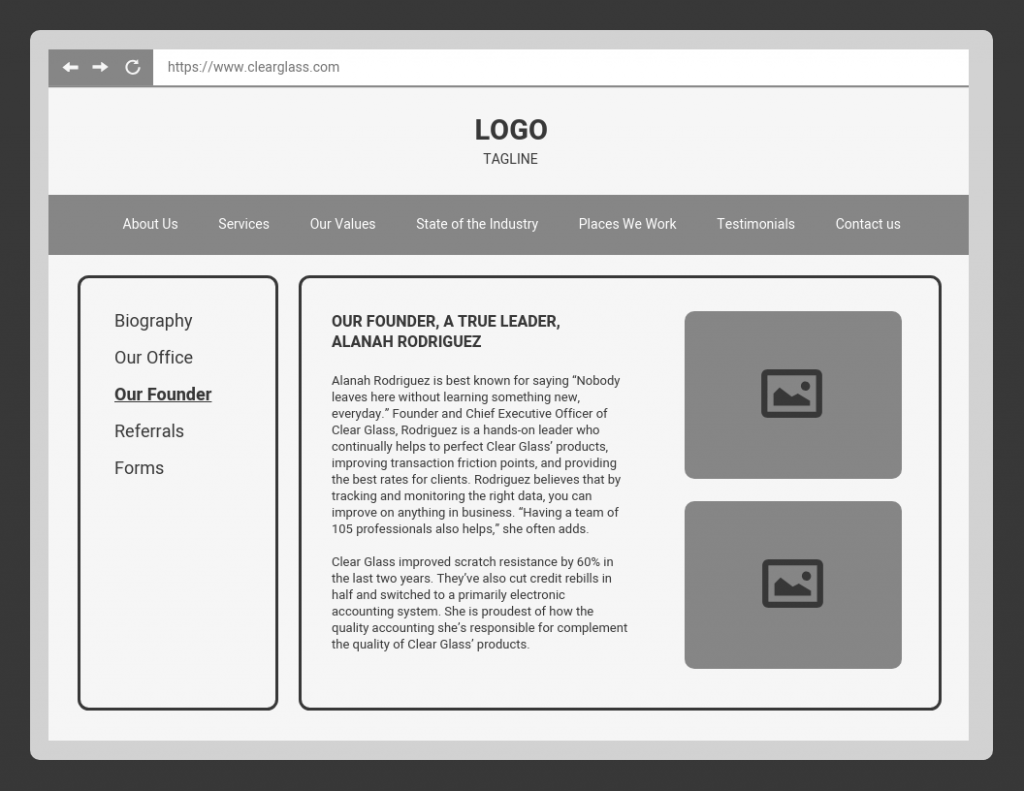 https://www.clearglass.com
LOGO
TAGLINE
About Us Services Our Values State of the Industry Places We Work Testimonials Contact us
Biography
Our Office
Our Founder
Referrals
Forms
OUR FOUNDER, A TRUE LEADER,
ALANAH RODRIGUEZ
Alanah Rodriguez is best known for saying “Nobody
leaves here without learning something new,
everyday.” Founder and Chief Executive Officer of
Clear Glass, Rodriguez is a hands-on leader who
continually helps to perfect Clear Glass’ products,
improving transaction friction points, and providing
the best rates for clients. Rodriguez believes that by
tracking and monitoring the right data, you can
improve on anything in business. “Having a team of
105 professionals also helps,” she often adds.
Clear Glass improved scratch resistance by 60% in
the last two years. They’ve also cut credit rebills in
half and switched to a primarily electronic
accounting system. She is proudest of how the
quality accounting she’s responsible for complement
the quality of Clear Glass’ products.